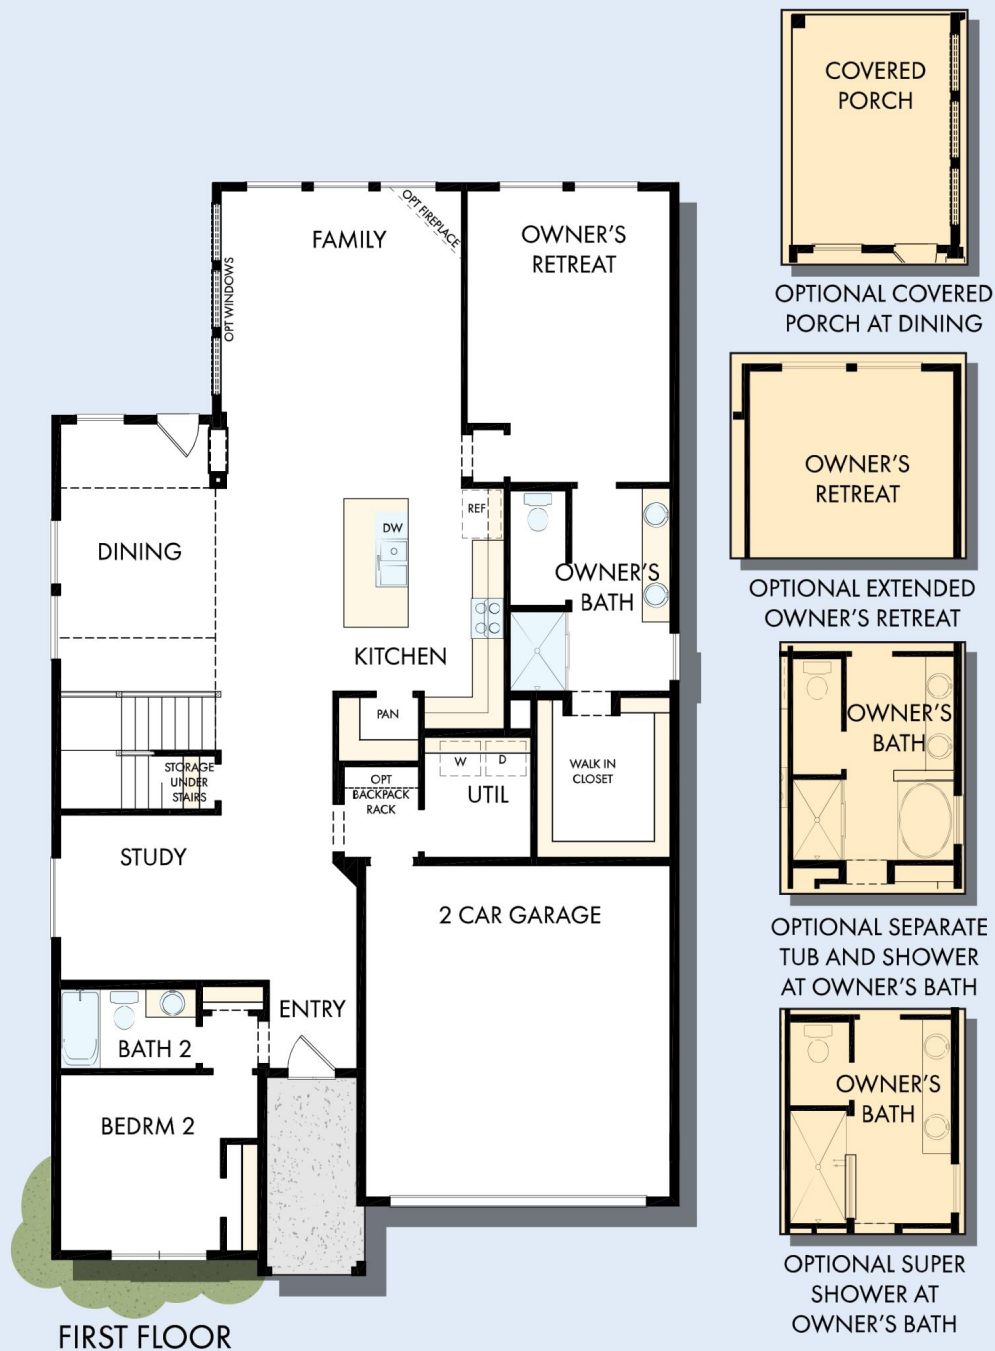 COVERED
PORCH
OPTIONAL COVERED
PORCH AT DINING
FAMILY
OPT FIREPLACE
OPT WINDOWS
OWNER'S
RETREAT
OWNER'S
RETREAT
OPTIONAL EXTENDED
OWNER'S RETREAT
DINING
DW
REF
KITCHEN
OWNER'S
BATH
PAN
STORAGE
UNDER
STAIRS
OPT
BACKPACK
RACK
W
D
UTIL
WALK IN
CLOSET
OWNER'S
BATH
OPTIONAL SEPARATE
TUB AND SHOWER
AT OWNER'S BATH
STUDY
2 CAR GARAGE
ENTRY
BATH 2
BEDRM 2
OWNER'S
BATH
OPTIONAL SUPER
SHOWER AT
OWNER'S BATH
FIRST FLOOR